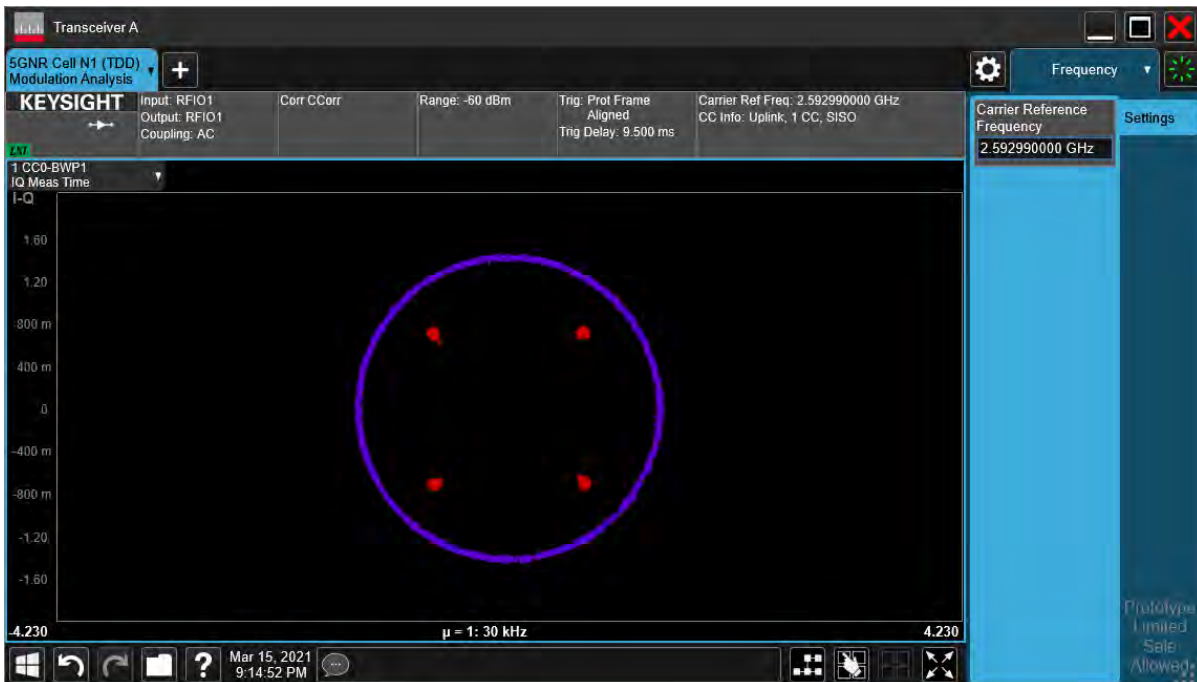 Transceiver A
5GNR Cell N1 (TDD)
Modulation Analysis
Frequency
KEYSIGHT
LXI
Input: RFIO1
Output: RFIO1
Coupling: AC
Corr CCorr
Range: -60 dBm
Trig: Prot Frame
Aligned
Trig Delay: 9.500 ms
Carrier Ref Freq: 2.592990000 GHz
CC Info: Uplink, 1 CC, SISO
Carrier Reference
Frequency
2.592990000 GHz
Settings
1 CC0-BWP1
IQ Meas Time
I-Q
1.60
1.20
800 m
400 m
0
-400 m
-800 m
-1.20
-1.60
-4.230
µ = 1: 30 kHz
4.230
?
Mar 15, 2021
9:14:52 PM
Prototype
Limited
Sale
Allowed